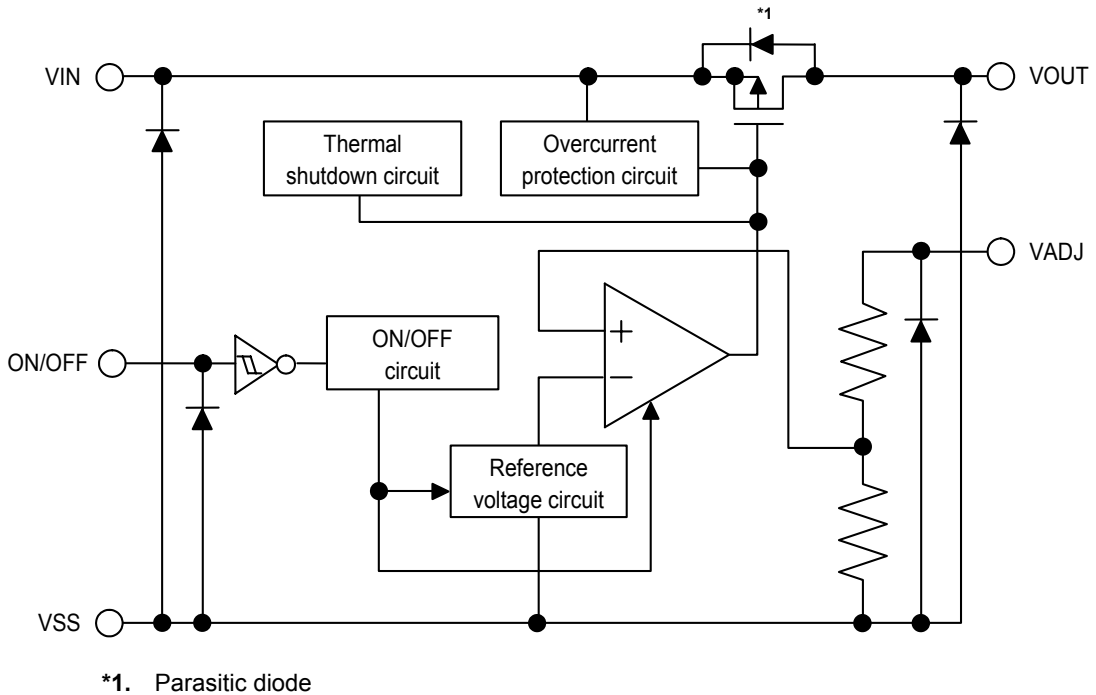 *1
VIN
VOUT
Thermal
shutdown circuit
Overcurrent
protection circuit
VADJ
ON/OFF
ON/OFF
circuit
+
−
Reference
voltage circuit
VSS
*1. Parasitic diode